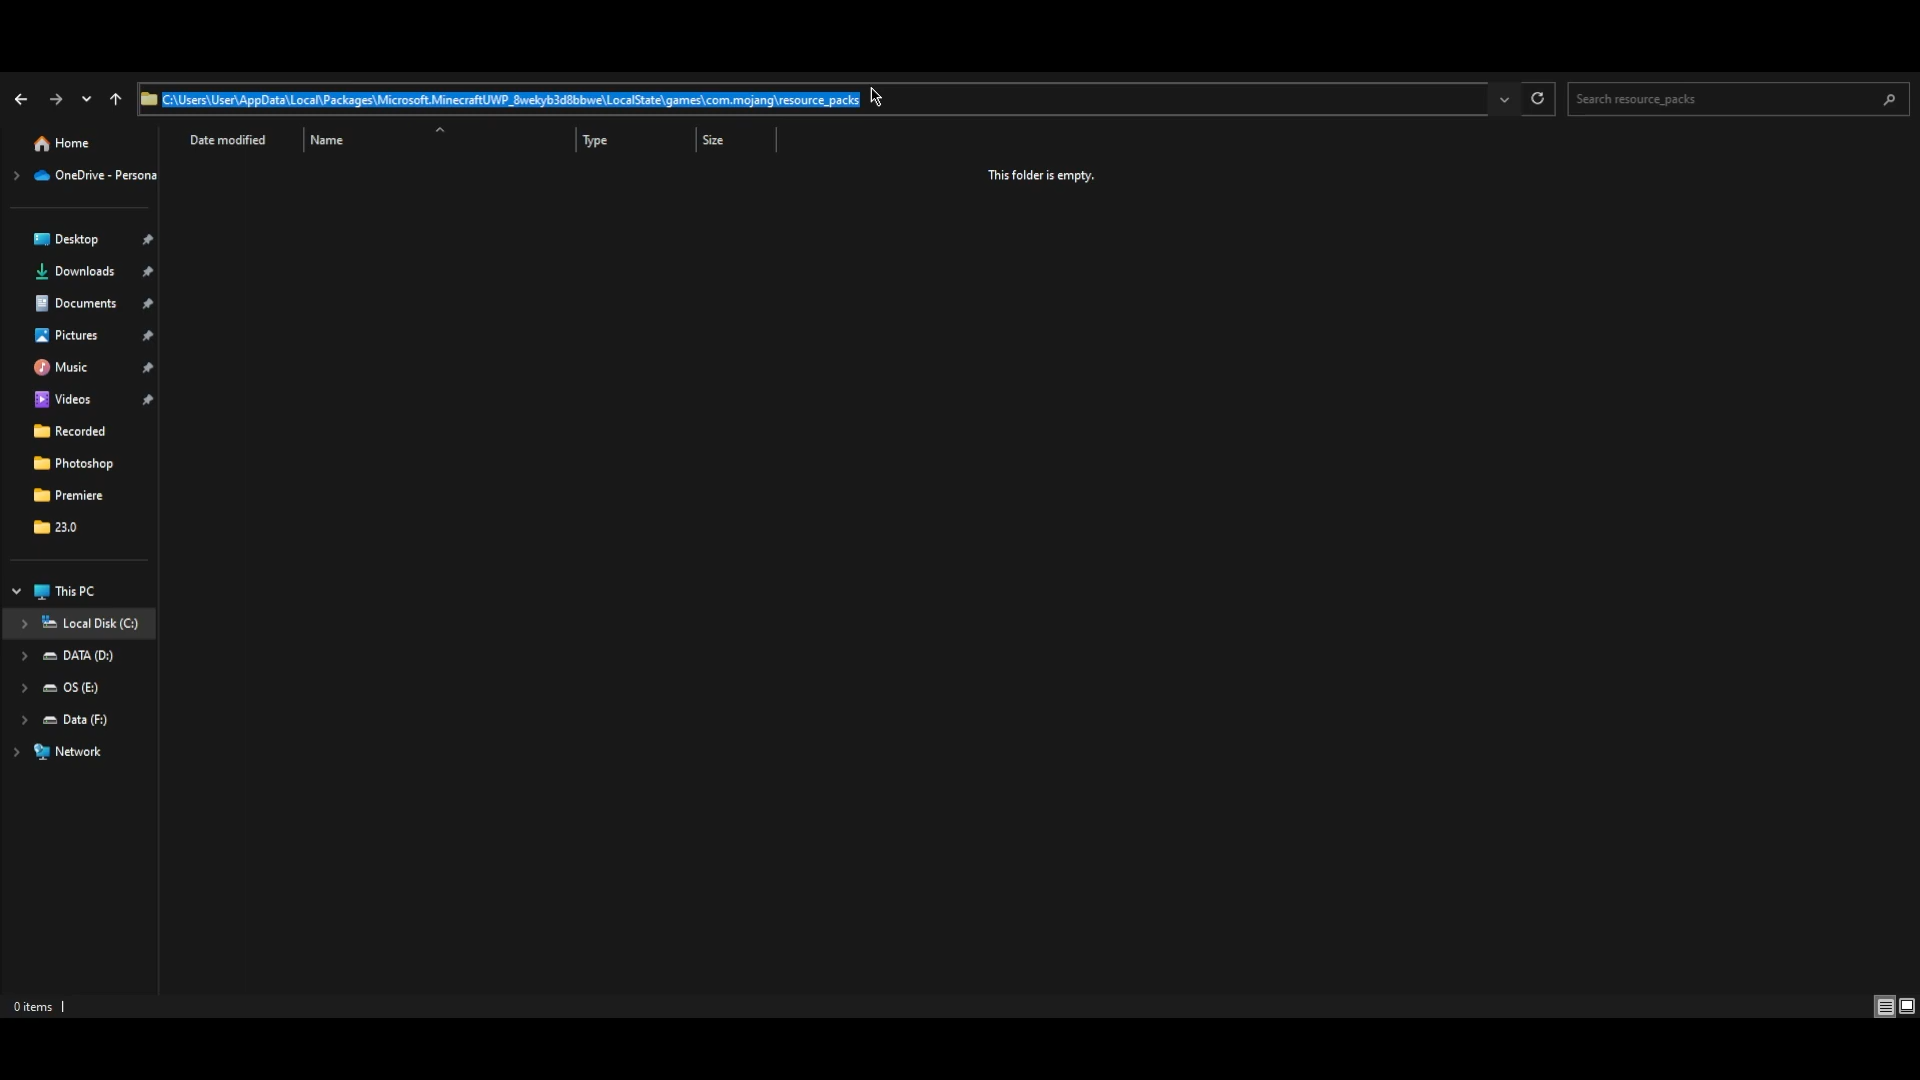 C:\Users\User\AppData\Local\Packages\Microsoft.MinecraftUWP_8wekyb3d8bbwe\LocalState\games\com.mojang\resource_packs
Search resource_packs
Date modified
Name
Type
Size
This folder is empty.
Home
OneDrive - Persona
Desktop
Downloads
Documents
Pictures
Music
Videos
Recorded
Photoshop
Premiere
23.0
This PC
Local Disk (C:)
DATA (D:)
OS (E:)
Data (F:)
Network
0 items